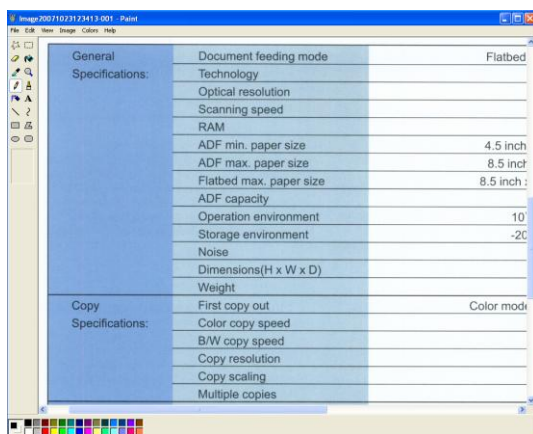 Image20071023123413-001 - Paint
File Edit View Image Colors Help
General Document feeding mode Flatbed
Specifications: Technology
Optical resolution
Scanning speed
RAM
ADF min. paper size 4.5 inch
ADF max. paper size 8.5 inch
Flatbed max. paper size 8.5 inch
ADF capacity
Operation environment 10
Storage environment -20
Noise
Dimensions(H x W x D)
Weight
Copy First copy out Color mode
Specifications: Color copy speed
B/W copy speed
Copy resolution
Copy scaling
Multiple copies